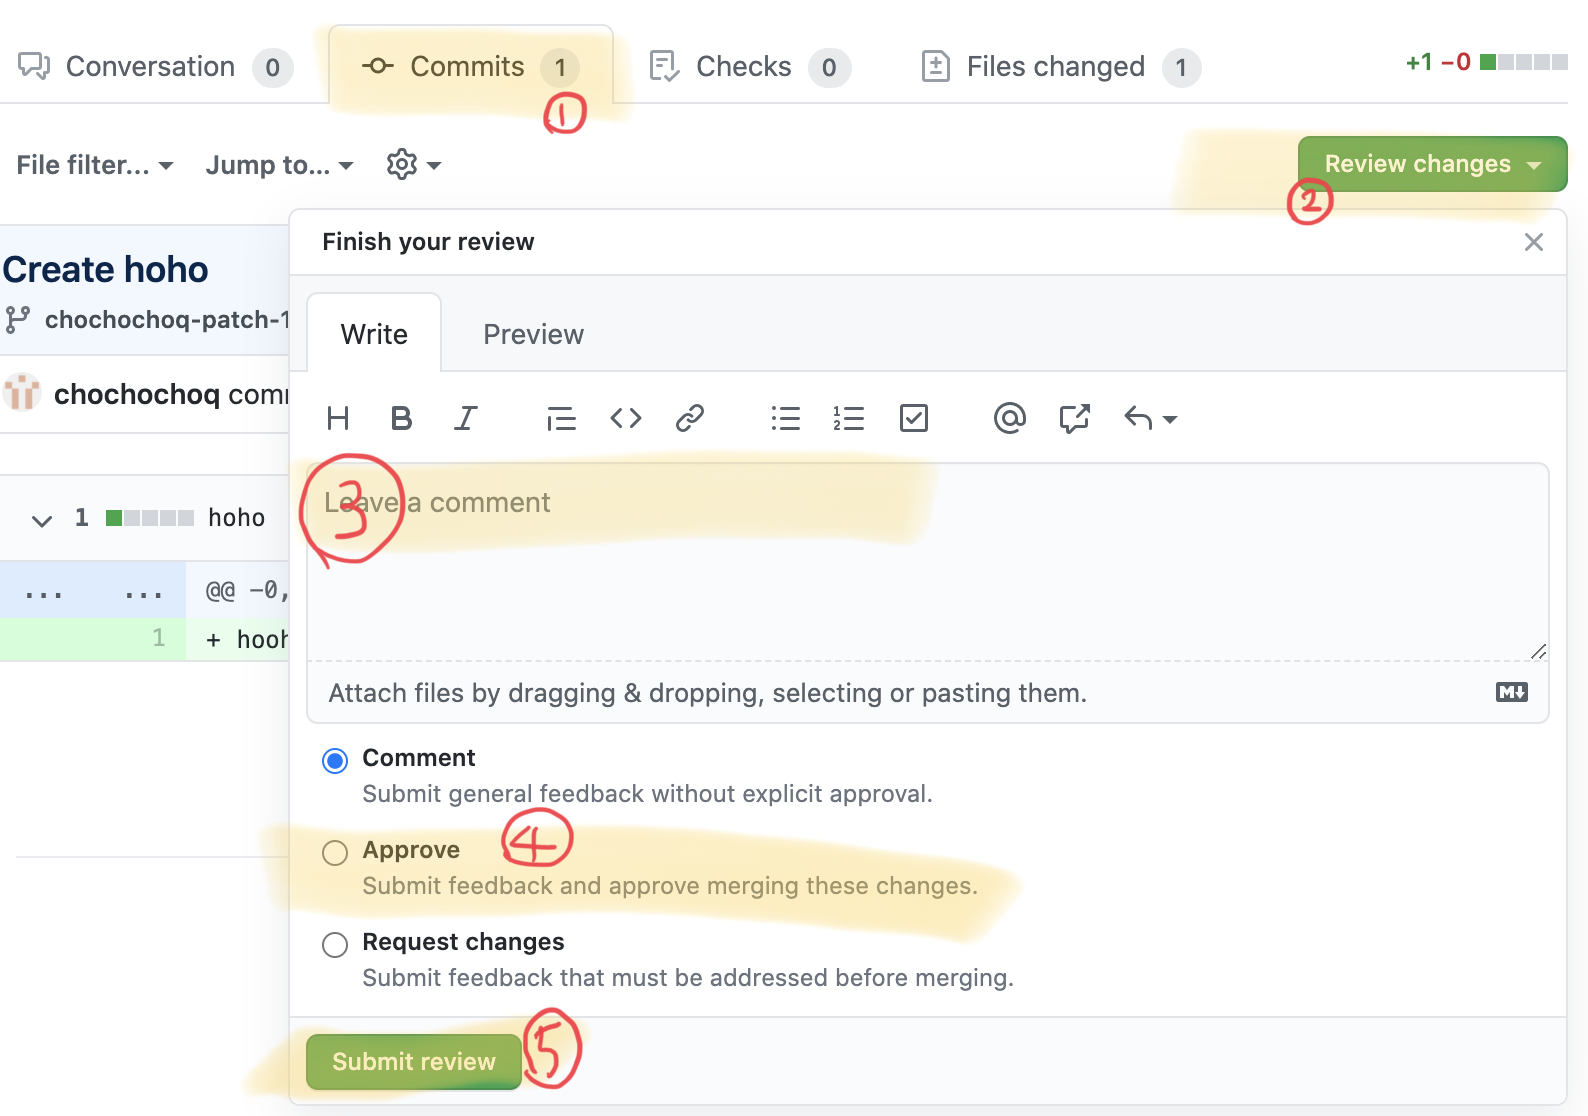 Conversation 0 Commits 1 Checks 0 Files changed 1 +1 −0
1
File filter... Jump to... Review changes
2
Finish your review
Create hoho
chochochoq-patch-1
Write Preview
chochochoq
H B I
3
Leave a comment
1 hoho
... ... @@ -0,
1 + hooh
Attach files by dragging & dropping, selecting or pasting them.
Comment
Submit general feedback without explicit approval.
4
Approve
Submit feedback and approve merging these changes.
Request changes
Submit feedback that must be addressed before merging.
Submit review 5